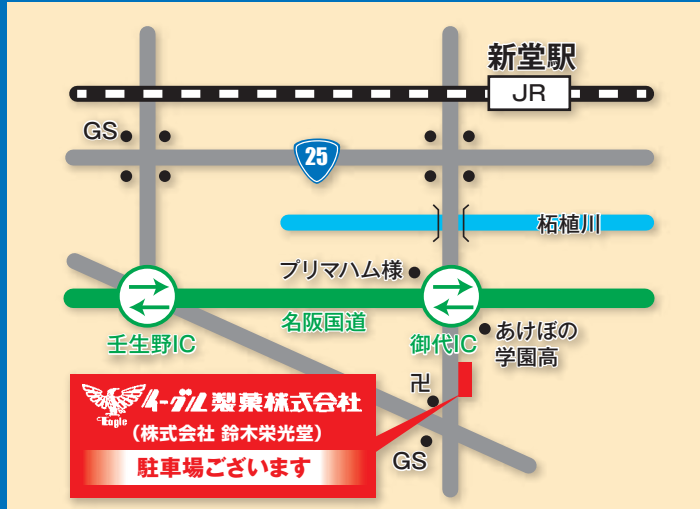 新堂駅
JR
GS
25
柘植川
プリマハム様
名阪国道
壬生野IC
御代IC
あけぼの
学園高
卍
Eagle
イーグル製菓株式会社
(株式会社 鈴木栄光堂)
駐車場ございます
GS